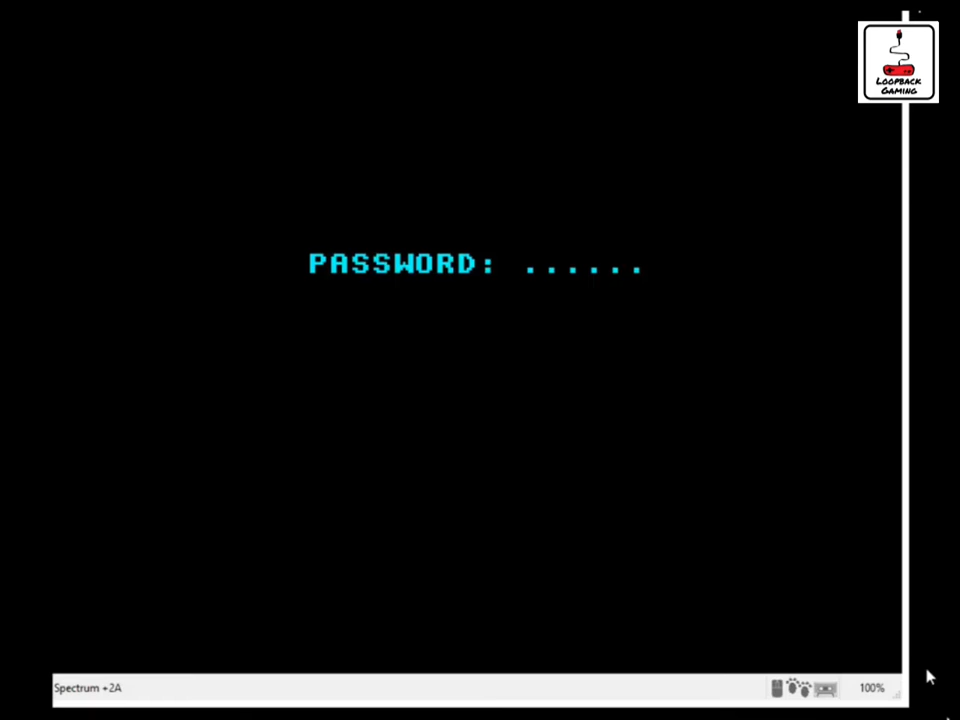 LOOPBACK
GAMING
PASSWORD: ......
Spectrum +2A
100%